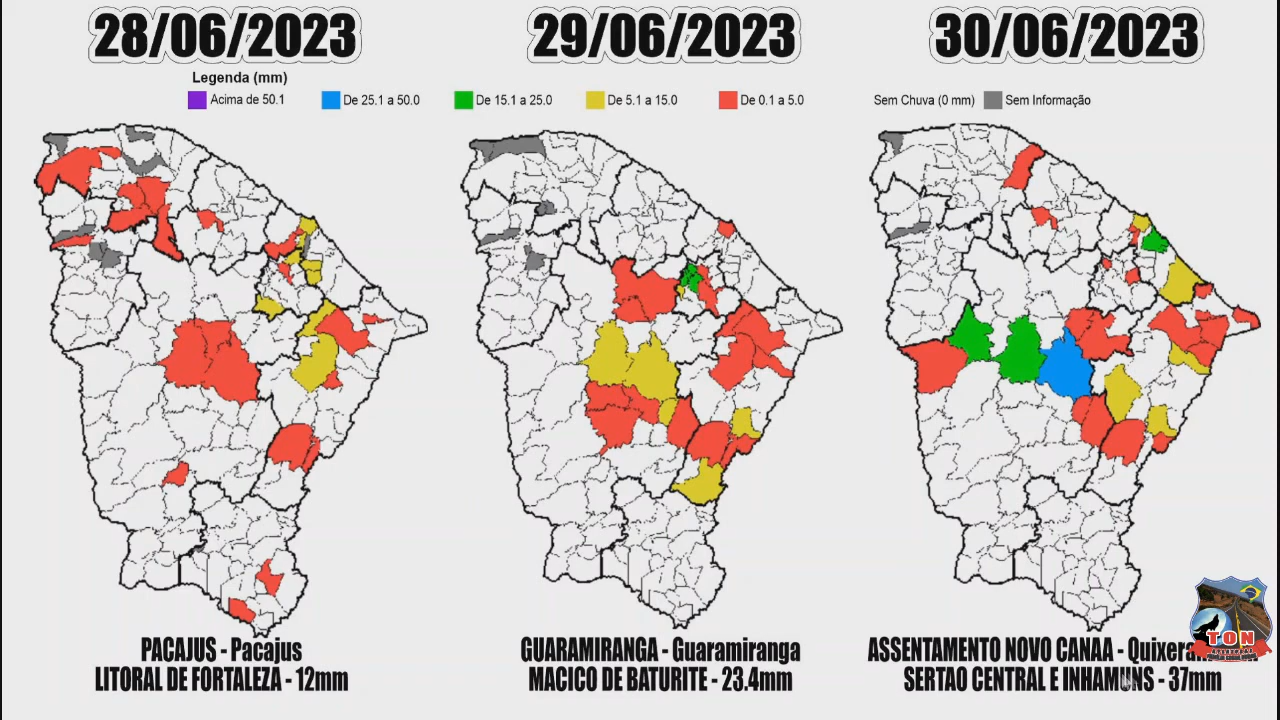 28/06/2023
29/06/2023
30/06/2023
Legenda (mm)
Acima de 50.1
De 25.1 a 50.0
De 15.1 a 25.0
De 5.1 a 15.0
De 0.1 a 5.0
Sem Chuva (0 mm)
Sem Informação
PACAJUS - Pacajus
LITORAL DE FORTALEZA - 12mm
GUARAMIRANGA - Guaramiranga
MACICO DE BATURITE - 23.4mm
ASSENTAMENTO NOVO CANAA -
SERTAO CENTRAL E INHAMUNS - 37mm
TON